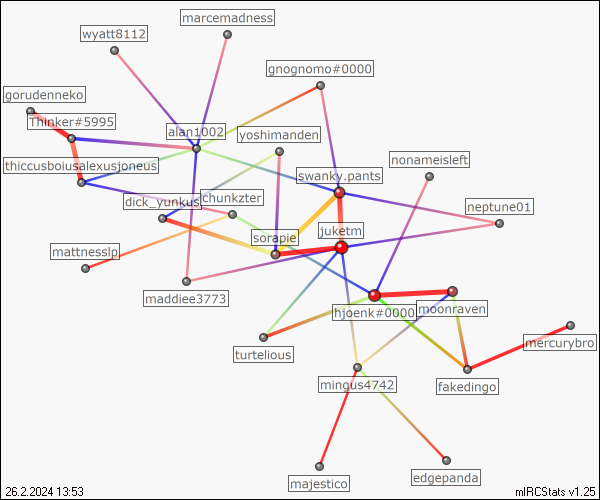 marcemadness
wyatt8112
gnognomo#0000
gorudenneko
Thinker#5995
alan1002
yoshimanden
nonameisleft
thiccusboiusalexusjoneus
swanky.pants
dick_yunkus
chunkzter
neptune01
juketm
sorapie
mattnesslp
maddiee3773
hjoenk#0000
moonraven
mercurybro
turtelious
mingus4742
fakedingo
majestico
edgepanda
26.2.2024 13:53
mIRCStats v1.25